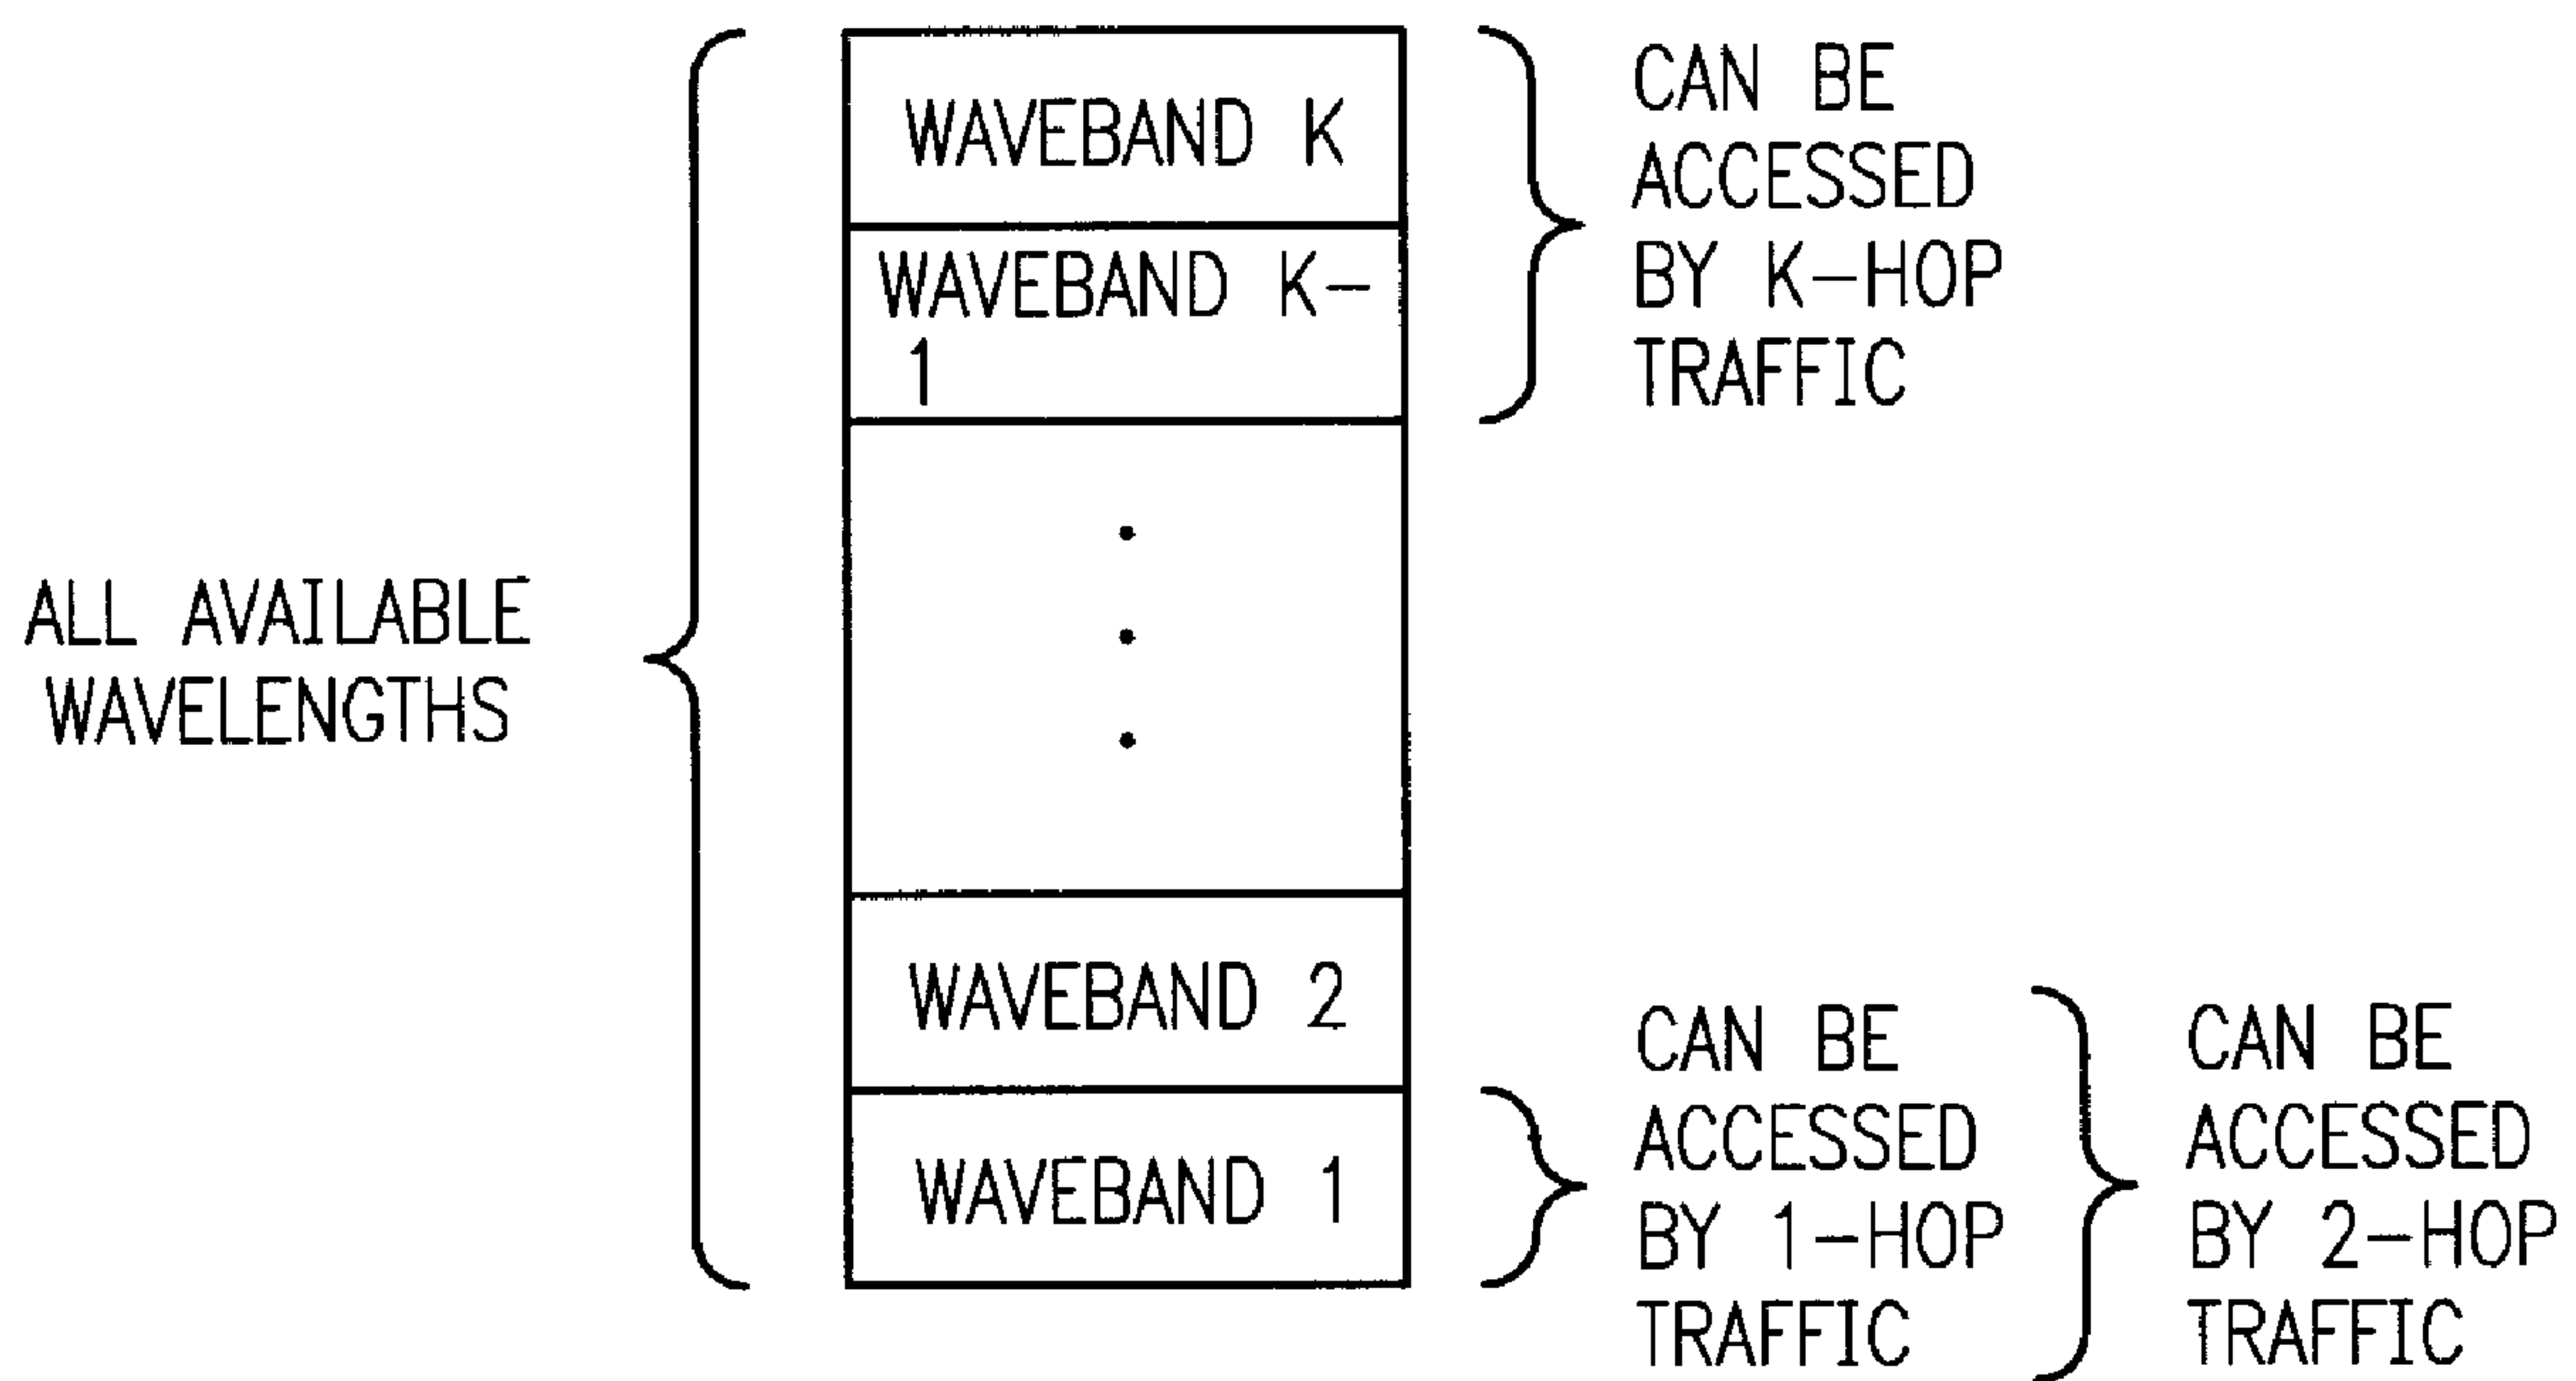 WAVEBAND K
WAVEBAND K-
1
CAN BE
ACCESSED
BY K-HOP
TRAFFIC
ALL AVAILABLE
WAVELENGTHS
WAVEBAND 2
WAVEBAND 1
CAN BE
ACCESSED
BY 1-HOP
TRAFFIC
CAN BE
ACCESSED
BY 2-HOP
TRAFFIC